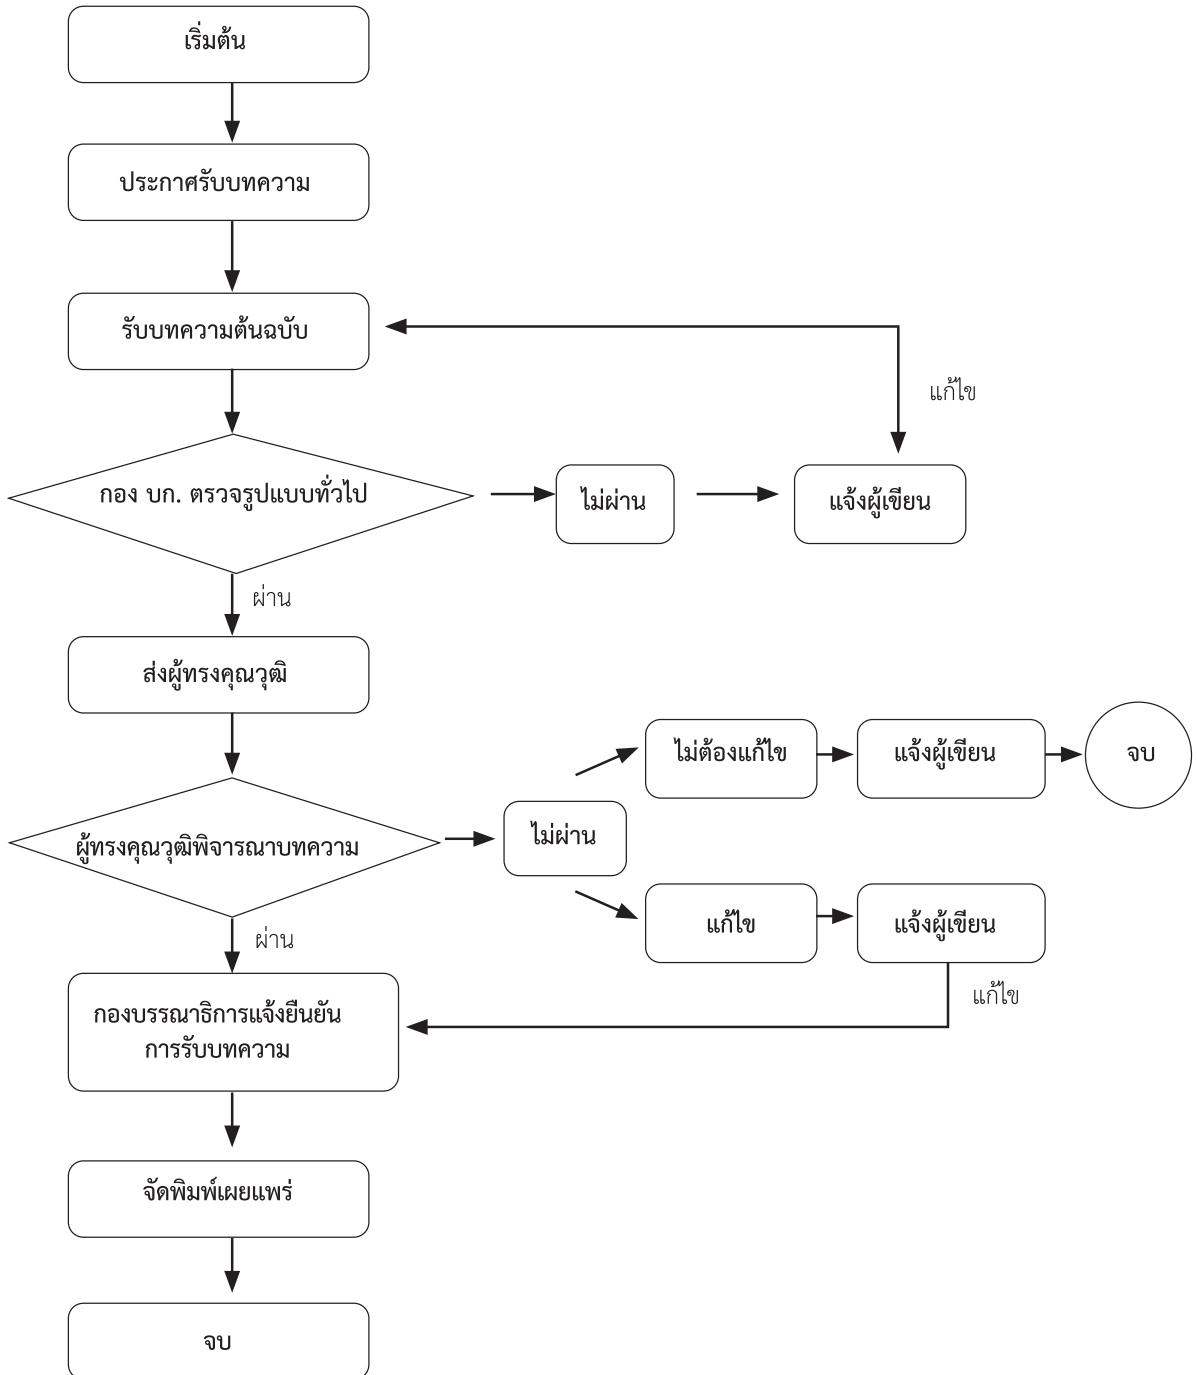 เริ่มต้น
ประกาศรับบทความ
รับบทความต้นฉบับ
แก้ไข
กอง บก. ตรวจรูปแบบทั่วไป
ไม่ผ่าน
แจ้งผู้เขียน
ผ่าน
ส่งผู้ทรงคุณวุฒิ
ไม่ต้องแก้ไข
แจ้งผู้เขียน
จบ
ผู้ทรงคุณวุฒิพิจารณาบทความ
ไม่ผ่าน
แก้ไข
แจ้งผู้เขียน
ผ่าน
แก้ไข
กองบรรณาธิการแจ้งยืนยัน
การรับบทความ
จัดพิมพ์เผยแพร่
จบ